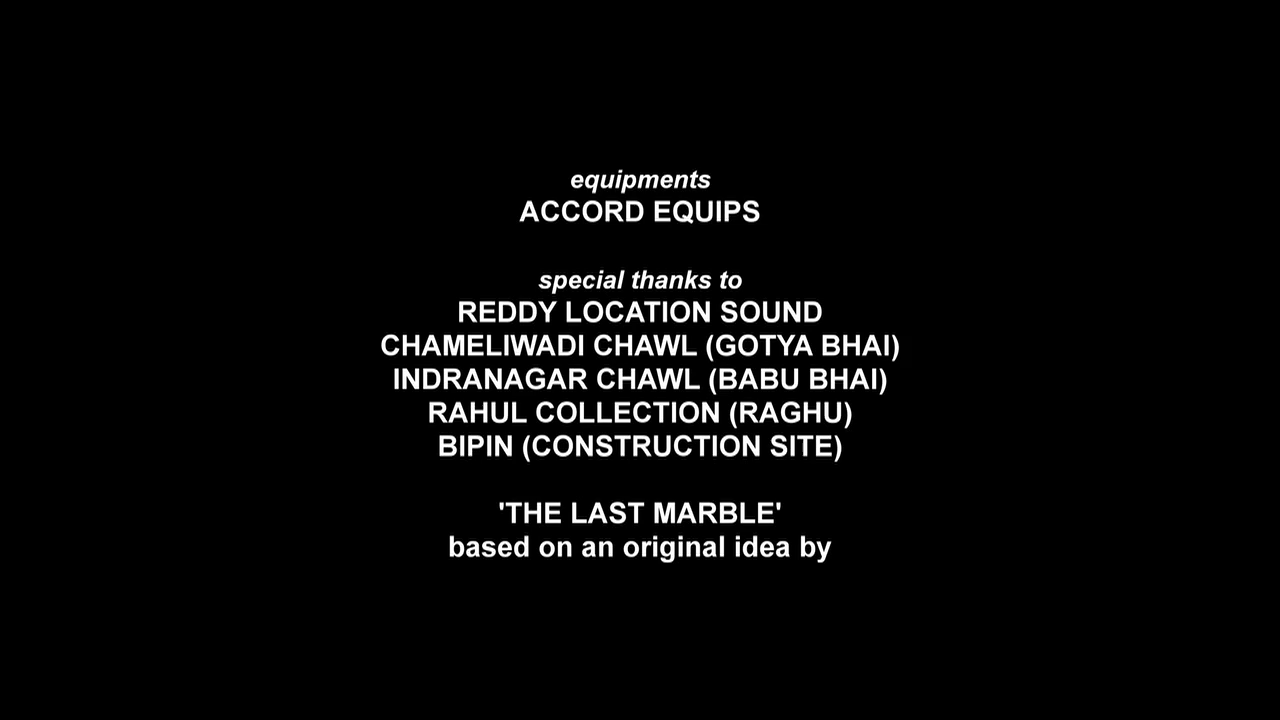 equipments
ACCORD EQUIPS
special thanks to
REDDY LOCATION SOUND
CHAMELIWADI CHAWL (GOTYA BHAI)
INDRANAGAR CHAWL (BABU BHAI)
RAHUL COLLECTION (RAGHU)
BIPIN (CONSTRUCTION SITE)
'THE LAST MARBLE'
based on an original idea by